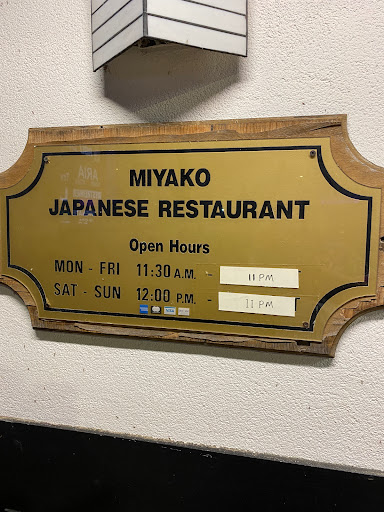 MIYAKO
JAPANESE RESTAURANT
Open Hours
MON - FRI 11:30 A.M. - 11 PM
SAT - SUN 12:00 P.M. - 11 PM